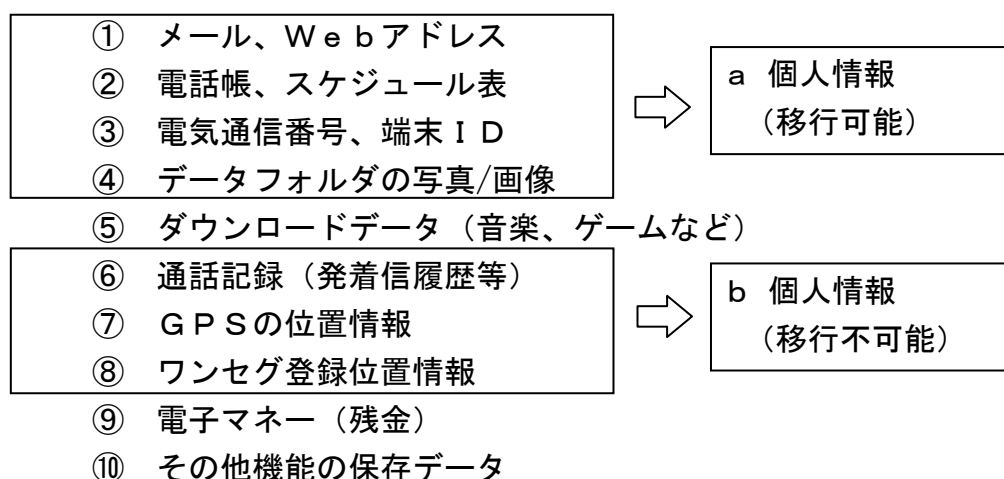 ① メール、Ｗｅｂアドレス
② 電話帳、スケジュール表
③ 電気通信番号、端末ＩＤ
④ データフォルダの写真/画像
ａ 個人情報
（移行可能）
⑤ ダウンロードデータ（音楽、ゲームなど）
⑥ 通話記録（発着信履歴等）
⑦ ＧＰＳの位置情報
⑧ ワンセグ登録位置情報
ｂ 個人情報
（移行不可能）
⑨ 電子マネー（残金）
⑩ その他機能の保存データ